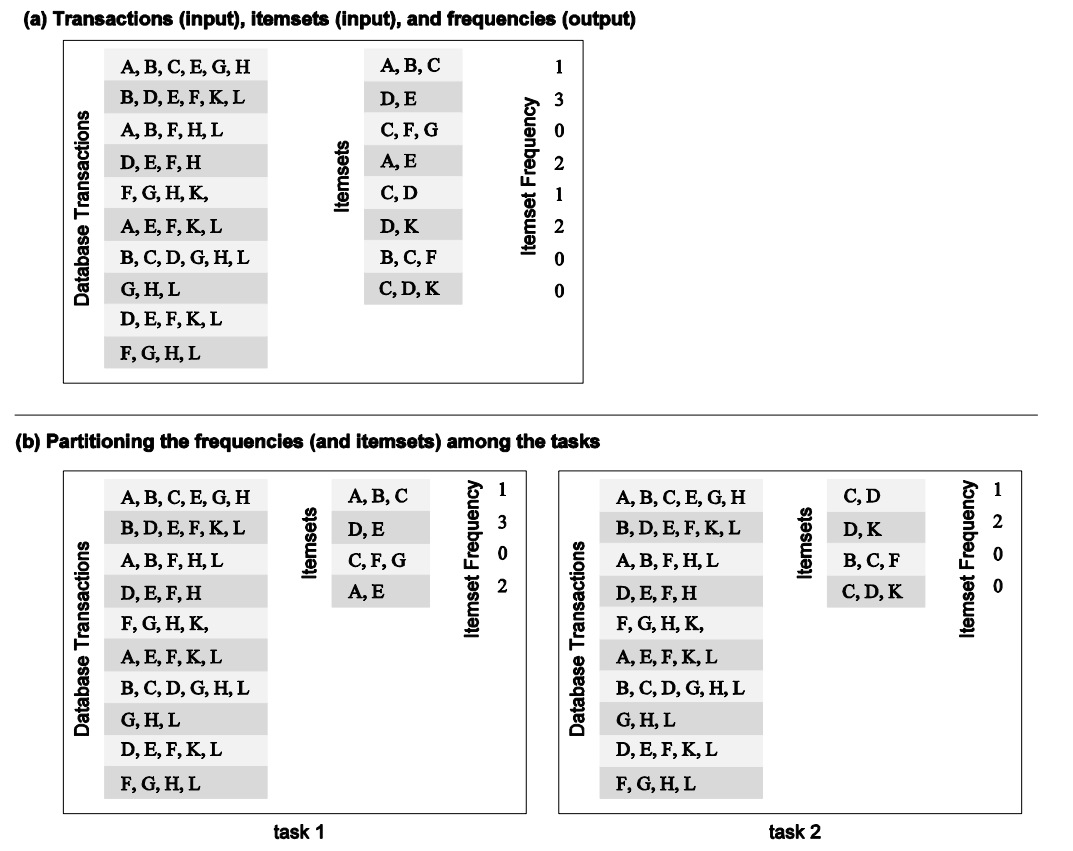 (a) Transactions (input), itemsets (input), and frequencies (output)
Database Transactions
A, B, C, E, G, H
B, D, E, F, K, L
A, B, F, H, L
D, E, F, H
F, G, H, K,
A, E, F, K, L
B, C, D, G, H, L
G, H, L
D, E, F, K, L
F, G, H, L
Itemsets
A, B, C
D, E
C, F, G
A, E
C, D
D, K
B, C, F
C, D, K
Itemset Frequency
1
3
0
2
1
2
0
0
(b) Partitioning the frequencies (and itemsets) among the tasks
Database Transactions
A, B, C, E, G, H
B, D, E, F, K, L
A, B, F, H, L
D, E, F, H
F, G, H, K,
A, E, F, K, L
B, C, D, G, H, L
G, H, L
D, E, F, K, L
F, G, H, L
Itemsets
A, B, C
D, E
C, F, G
A, E
Itemset Frequency
1
3
0
2
task 1
Database Transactions
A, B, C, E, G, H
B, D, E, F, K, L
A, B, F, H, L
D, E, F, H
F, G, H, K,
A, E, F, K, L
B, C, D, G, H, L
G, H, L
D, E, F, K, L
F, G, H, L
Itemsets
C, D
D, K
B, C, F
C, D, K
Itemset Frequency
1
2
0
0
task 2